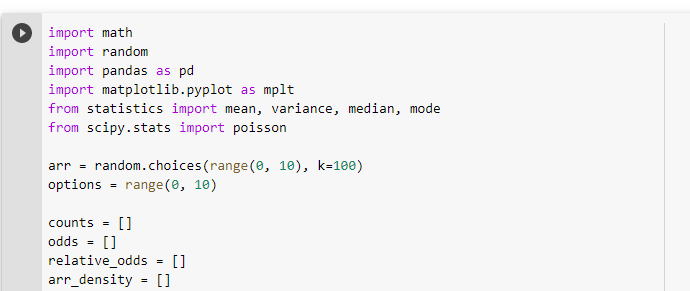 import math
import random
import pandas as pd
import matplotlib.pyplot as mplt
from statistics import mean, variance, median, mode
from scipy.stats import poisson
arr = random.choices(range(0, 10), k=100)
options = range(0, 10)
counts = []
odds = []
relative_odds = []
arr_density = []